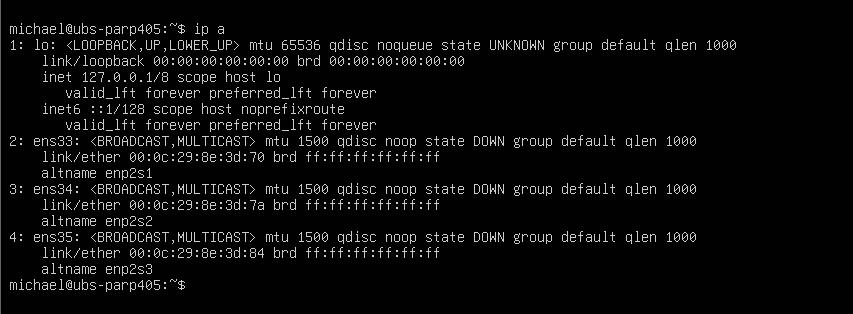 michael@ubs-parp405:~$ ip a
1: lo: <LOOPBACK,UP,LOWER_UP> mtu 65536 qdisc noqueue state UNKNOWN group default qlen 1000
    link/loopback 00:00:00:00:00:00 brd 00:00:00:00:00:00
    inet 127.0.0.1/8 scope host lo
       valid_lft forever preferred_lft forever
    inet6 ::1/128 scope host noprefixroute
       valid_lft forever preferred_lft forever
2: ens33: <BROADCAST,MULTICAST> mtu 1500 qdisc noop state DOWN group default qlen 1000
    link/ether 00:0c:29:8e:3d:70 brd ff:ff:ff:ff:ff:ff
    altname enp2s1
3: ens34: <BROADCAST,MULTICAST> mtu 1500 qdisc noop state DOWN group default qlen 1000
    link/ether 00:0c:29:8e:3d:7a brd ff:ff:ff:ff:ff:ff
    altname enp2s2
4: ens35: <BROADCAST,MULTICAST> mtu 1500 qdisc noop state DOWN group default qlen 1000
    link/ether 00:0c:29:8e:3d:84 brd ff:ff:ff:ff:ff:ff
    altname enp2s3
michael@ubs-parp405:~$